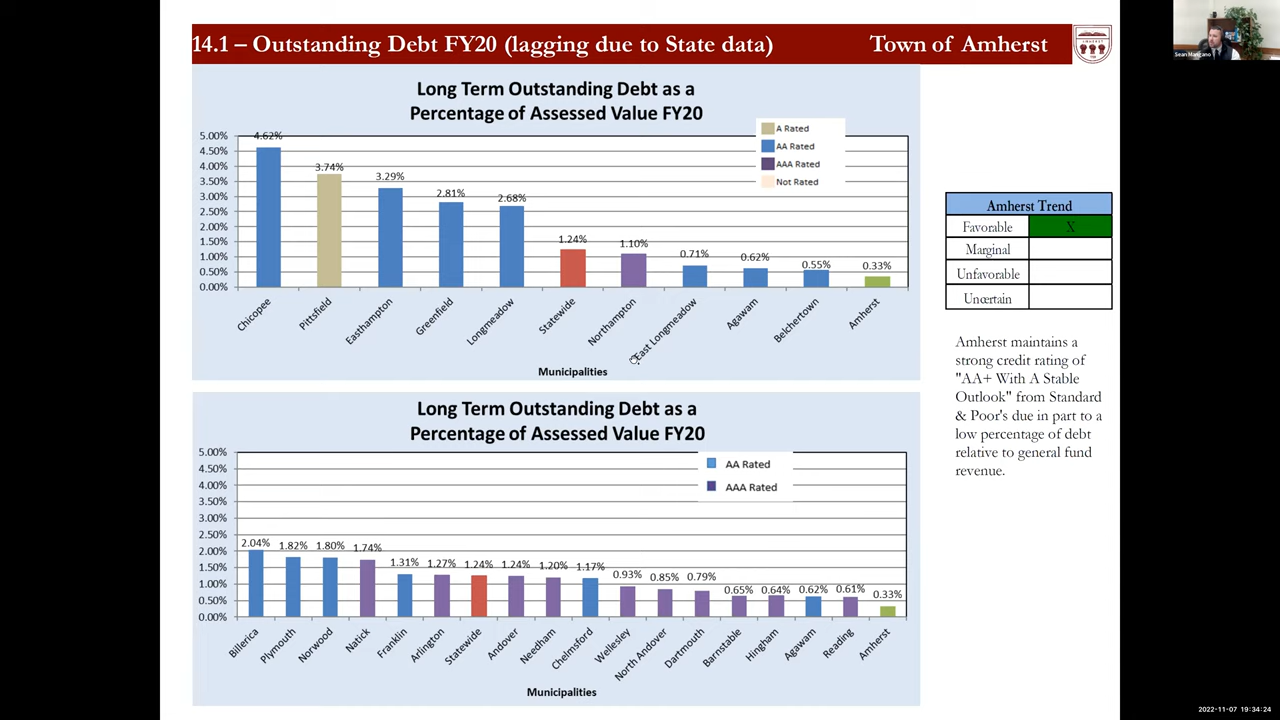 14.1 – Outstanding Debt FY20 (lagging due to State data)
Town of Amherst
Sean Mangano
Long Term Outstanding Debt as a
Percentage of Assessed Value FY20
A Rated
AA Rated
AAA Rated
Not Rated
5.00%
4.50%
4.00%
3.50%
3.00%
2.50%
2.00%
1.50%
1.00%
0.50%
0.00%
4.62%
3.74%
3.29%
2.81%
2.68%
1.24%
1.10%
0.71%
0.62%
0.55%
0.33%
Chicopee
Pittsfield
Easthampton
Greenfield
Longmeadow
Statewide
Northampton
East Longmeadow
Agawam
Belchertown
Amherst
Municipalities
Amherst Trend
Favorable X
Marginal
Unfavorable
Uncertain
Amherst maintains a
strong credit rating of
"AA+ With A Stable
Outlook" from Standard
& Poor's due in part to a
low percentage of debt
relative to general fund
revenue.
Long Term Outstanding Debt as a
Percentage of Assessed Value FY20
AA Rated
AAA Rated
5.00%
4.50%
4.00%
3.50%
3.00%
2.50%
2.00%
1.50%
1.00%
0.50%
0.00%
2.04%
1.82%
1.80%
1.74%
1.31%
1.27%
1.24%
1.24%
1.20%
1.17%
0.93%
0.85%
0.79%
0.65%
0.64%
0.62%
0.61%
0.33%
Billerica
Plymouth
Norwood
Natick
Franklin
Arlington
Statewide
Andover
Needham
Chelmsford
Wellesley
North Andover
Dartmouth
Barnstable
Hingham
Agawam
Reading
Amherst
Municipalities
2022-11-07 19:34:24